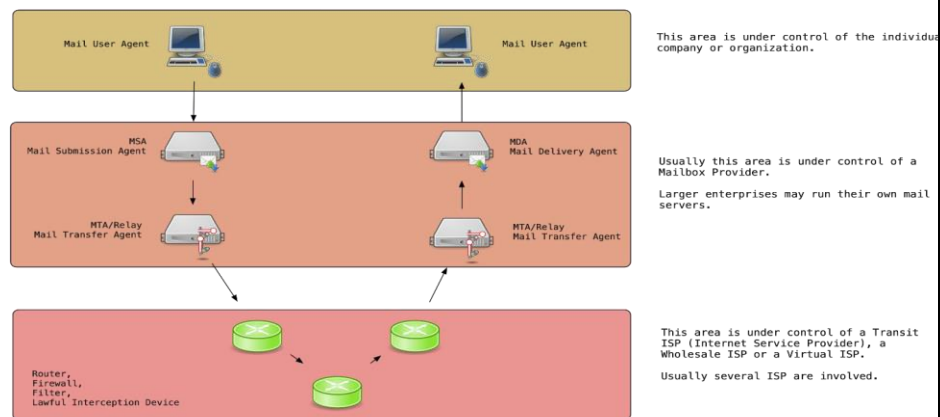 Mail User Agent
Mail User Agent
This area is under control of the individua
company or organization.
MSA
Mail Submission Agent
MDA
Mail Delivery Agent
Usually this area is under control of a
Mailbox Provider.
Larger enterprises may run their own mail
servers.
MTA/Relay
Mail Transfer Agent
MTA/Relay
Mail Transfer Agent
This area is under control of a Transit
ISP (Internet Service Provider), a
Wholesale ISP or a Virtual ISP.
Usually several ISP are involved.
Router,
Firewall,
Filter,
Lawful Interception Device